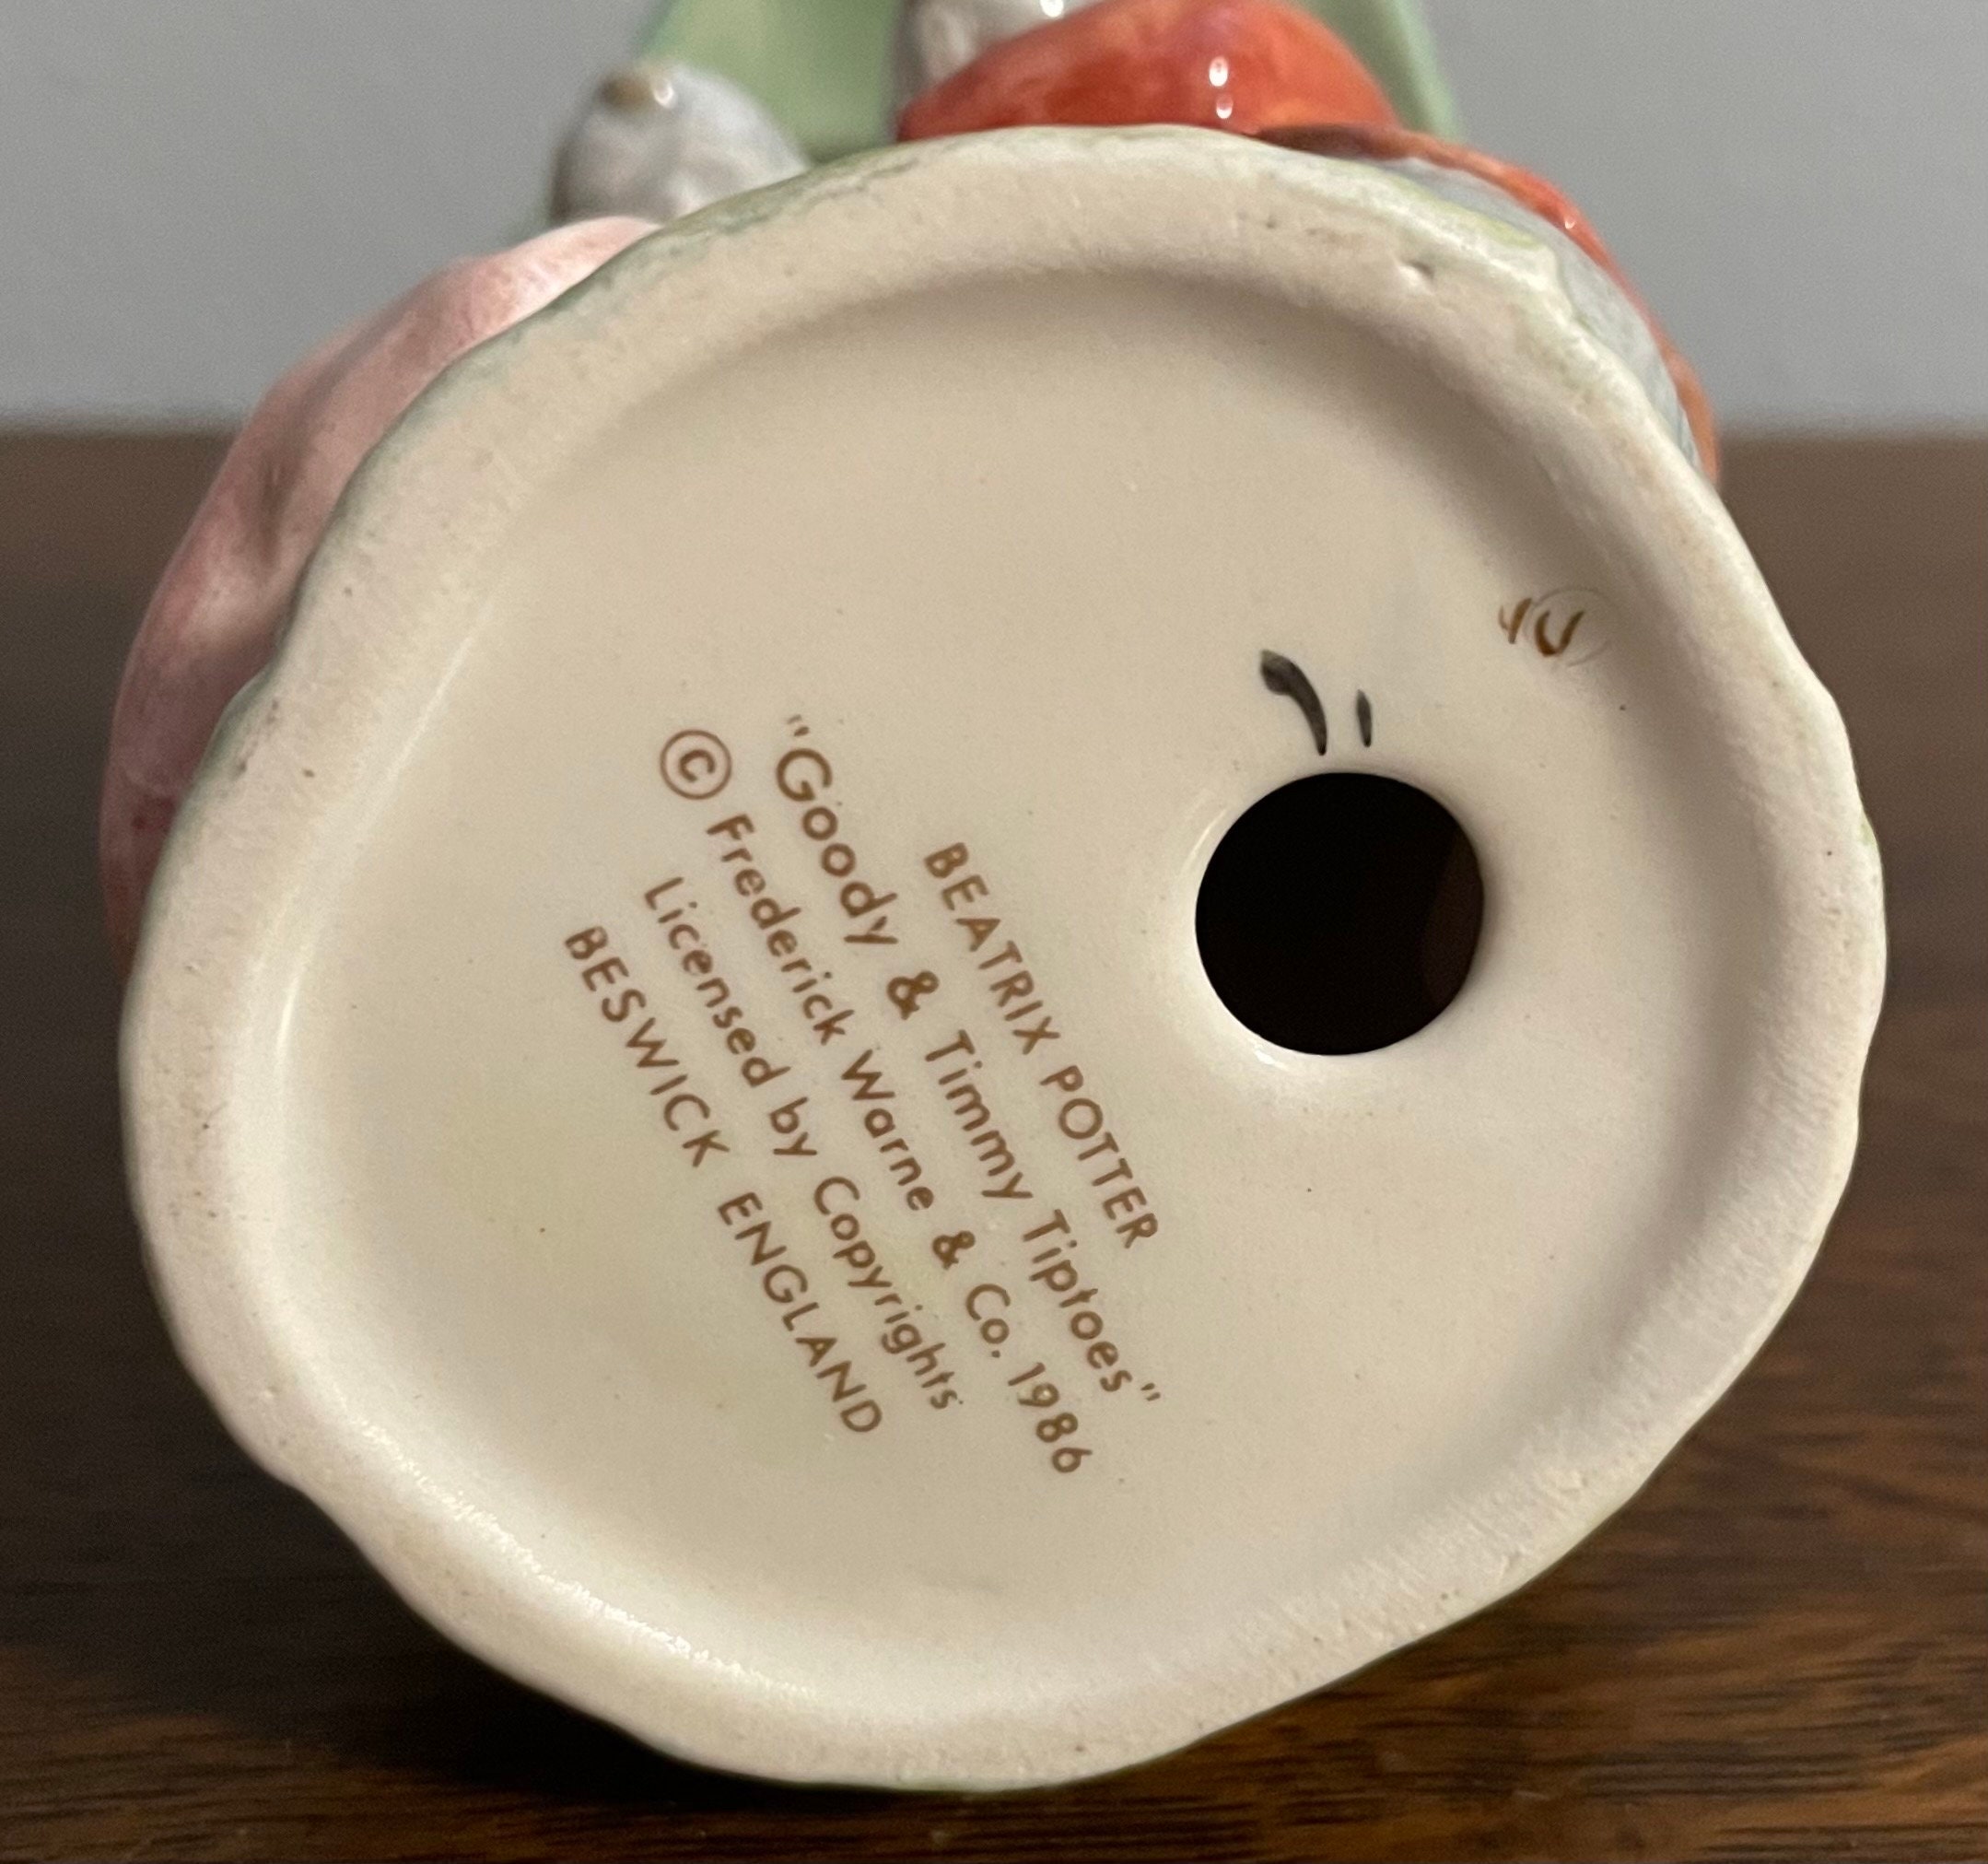 BEATRIX POTTER
"Goody & Timmy Tiptoes"
© Frederick Warne & Co. 1986
Licensed by Copyrights
BESWICK ENGLAND